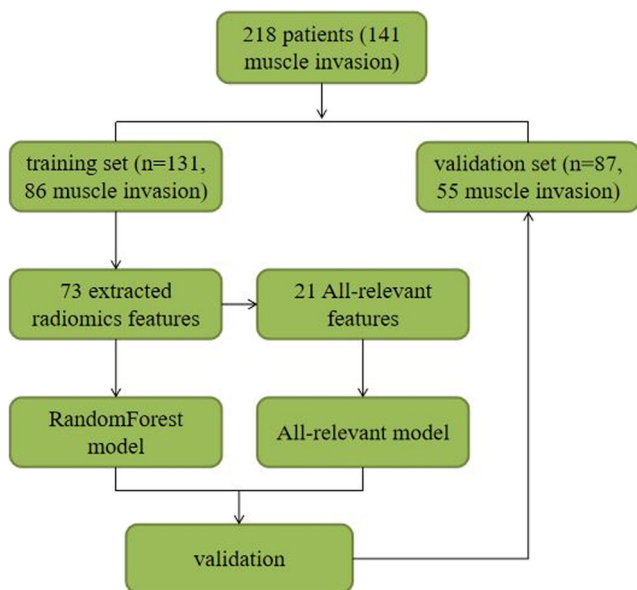 218 patients (141
muscle invasion)
training set (n=131,
86 muscle invasion)
validation set (n=87,
55 muscle invasion)
73 extracted
radiomics features
21 All-relevant
features
RandomForest
model
All-relevant model
validation